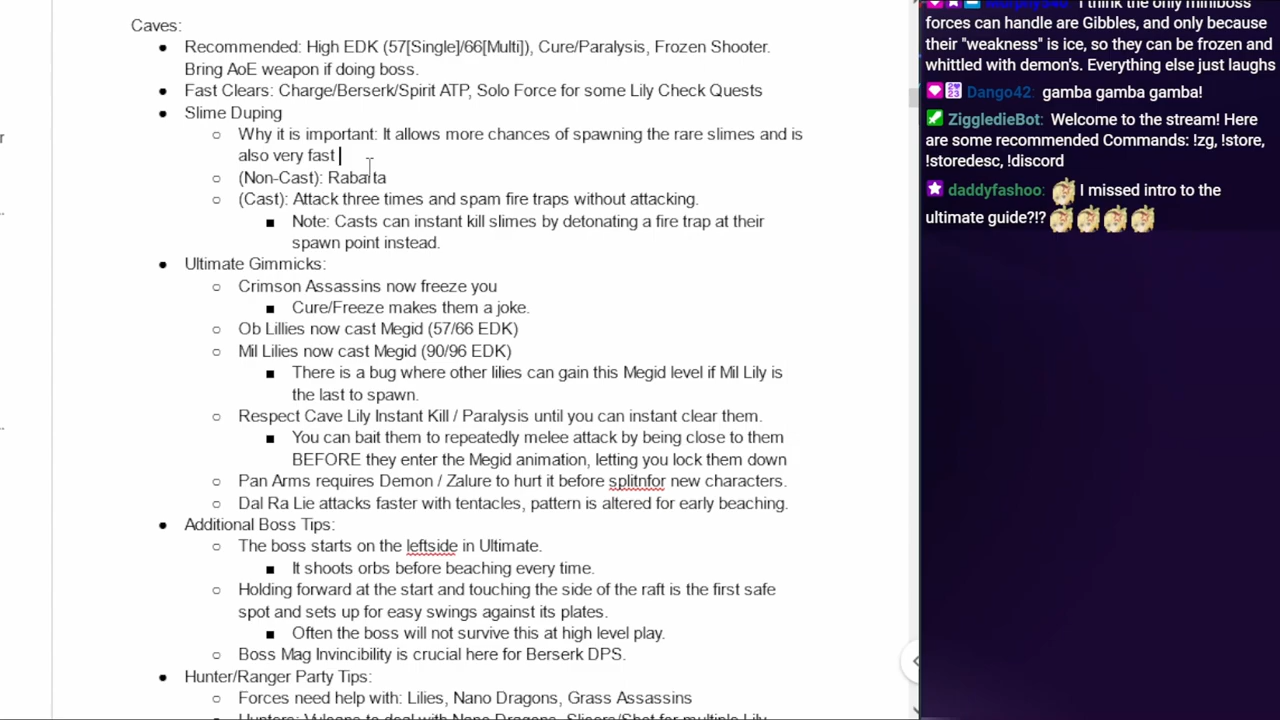 Caves:
● Recommended: High EDK (57[Single]/66[Multi]), Cure/Paralysis, Frozen Shooter.
Bring AoE weapon if doing boss.
● Fast Clears: Charge/Berserk/Spirit ATP, Solo Force for some Lily Check Quests
● Slime Duping
○ Why it is important: It allows more chances of spawning the rare slimes and is
also very fast
○ (Non-Cast): Rabarta
○ (Cast): Attack three times and spam fire traps without attacking.
■ Note: Casts can instant kill slimes by detonating a fire trap at their
spawn point instead.
● Ultimate Gimmicks:
○ Crimson Assassins now freeze you
■ Cure/Freeze makes them a joke.
○ Ob Lillies now cast Megid (57/66 EDK)
○ Mil Lilies now cast Megid (90/96 EDK)
■ There is a bug where other lilies can gain this Megid level if Mil Lily is
the last to spawn.
○ Respect Cave Lily Instant Kill / Paralysis until you can instant clear them.
■ You can bait them to repeatedly melee attack by being close to them
BEFORE they enter the Megid animation, letting you lock them down
○ Pan Arms requires Demon / Zalure to hurt it before splitnfor new characters.
○ Dal Ra Lie attacks faster with tentacles, pattern is altered for early beaching.
● Additional Boss Tips:
○ The boss starts on the leftside in Ultimate.
■ It shoots orbs before beaching every time.
○ Holding forward at the start and touching the side of the raft is the first safe
spot and sets up for easy swings against its plates.
■ Often the boss will not survive this at high level play.
○ Boss Mag Invincibility is crucial here for Berserk DPS.
● Hunter/Ranger Party Tips:
○ Forces need help with: Lilies, Nano Dragons, Grass Assassins
I think the only miniboss
forces can handle are Gibbles, and only because
their "weakness" is ice, so they can be frozen and
whittled with demon's. Everything else just laughs
Dango42: gamba gamba gamba!
ZiggledieBot: Welcome to the stream! Here
are some recommended Commands: !zg, !store,
!storedesc, !discord
daddyfashoo: I missed intro to the
ultimate guide?!?